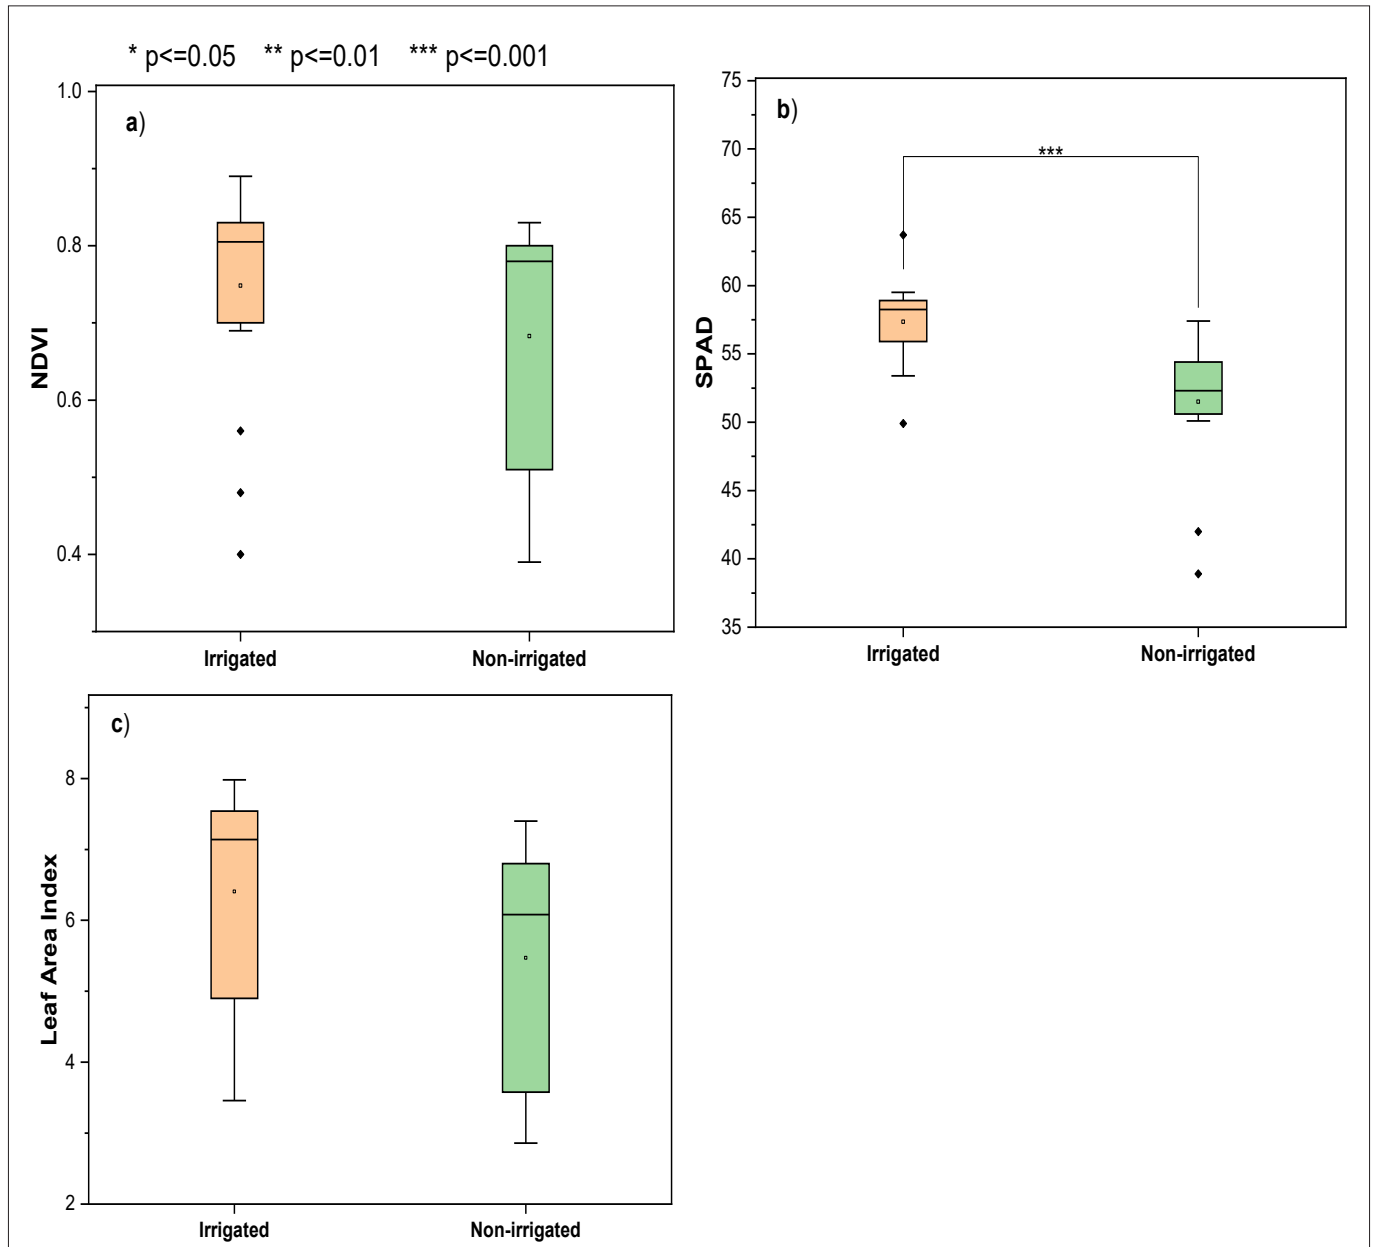 * p<=0.05 ** p<=0.01 *** p<=0.001
a)
NDVI
1.0
0.8
0.6
0.4
Irrigated Non-irrigated
b)
SPAD
75
70
65
60
55
50
45
40
35
***
Irrigated Non-irrigated
c)
Leaf Area Index
8
6
4
2
Irrigated Non-irrigated